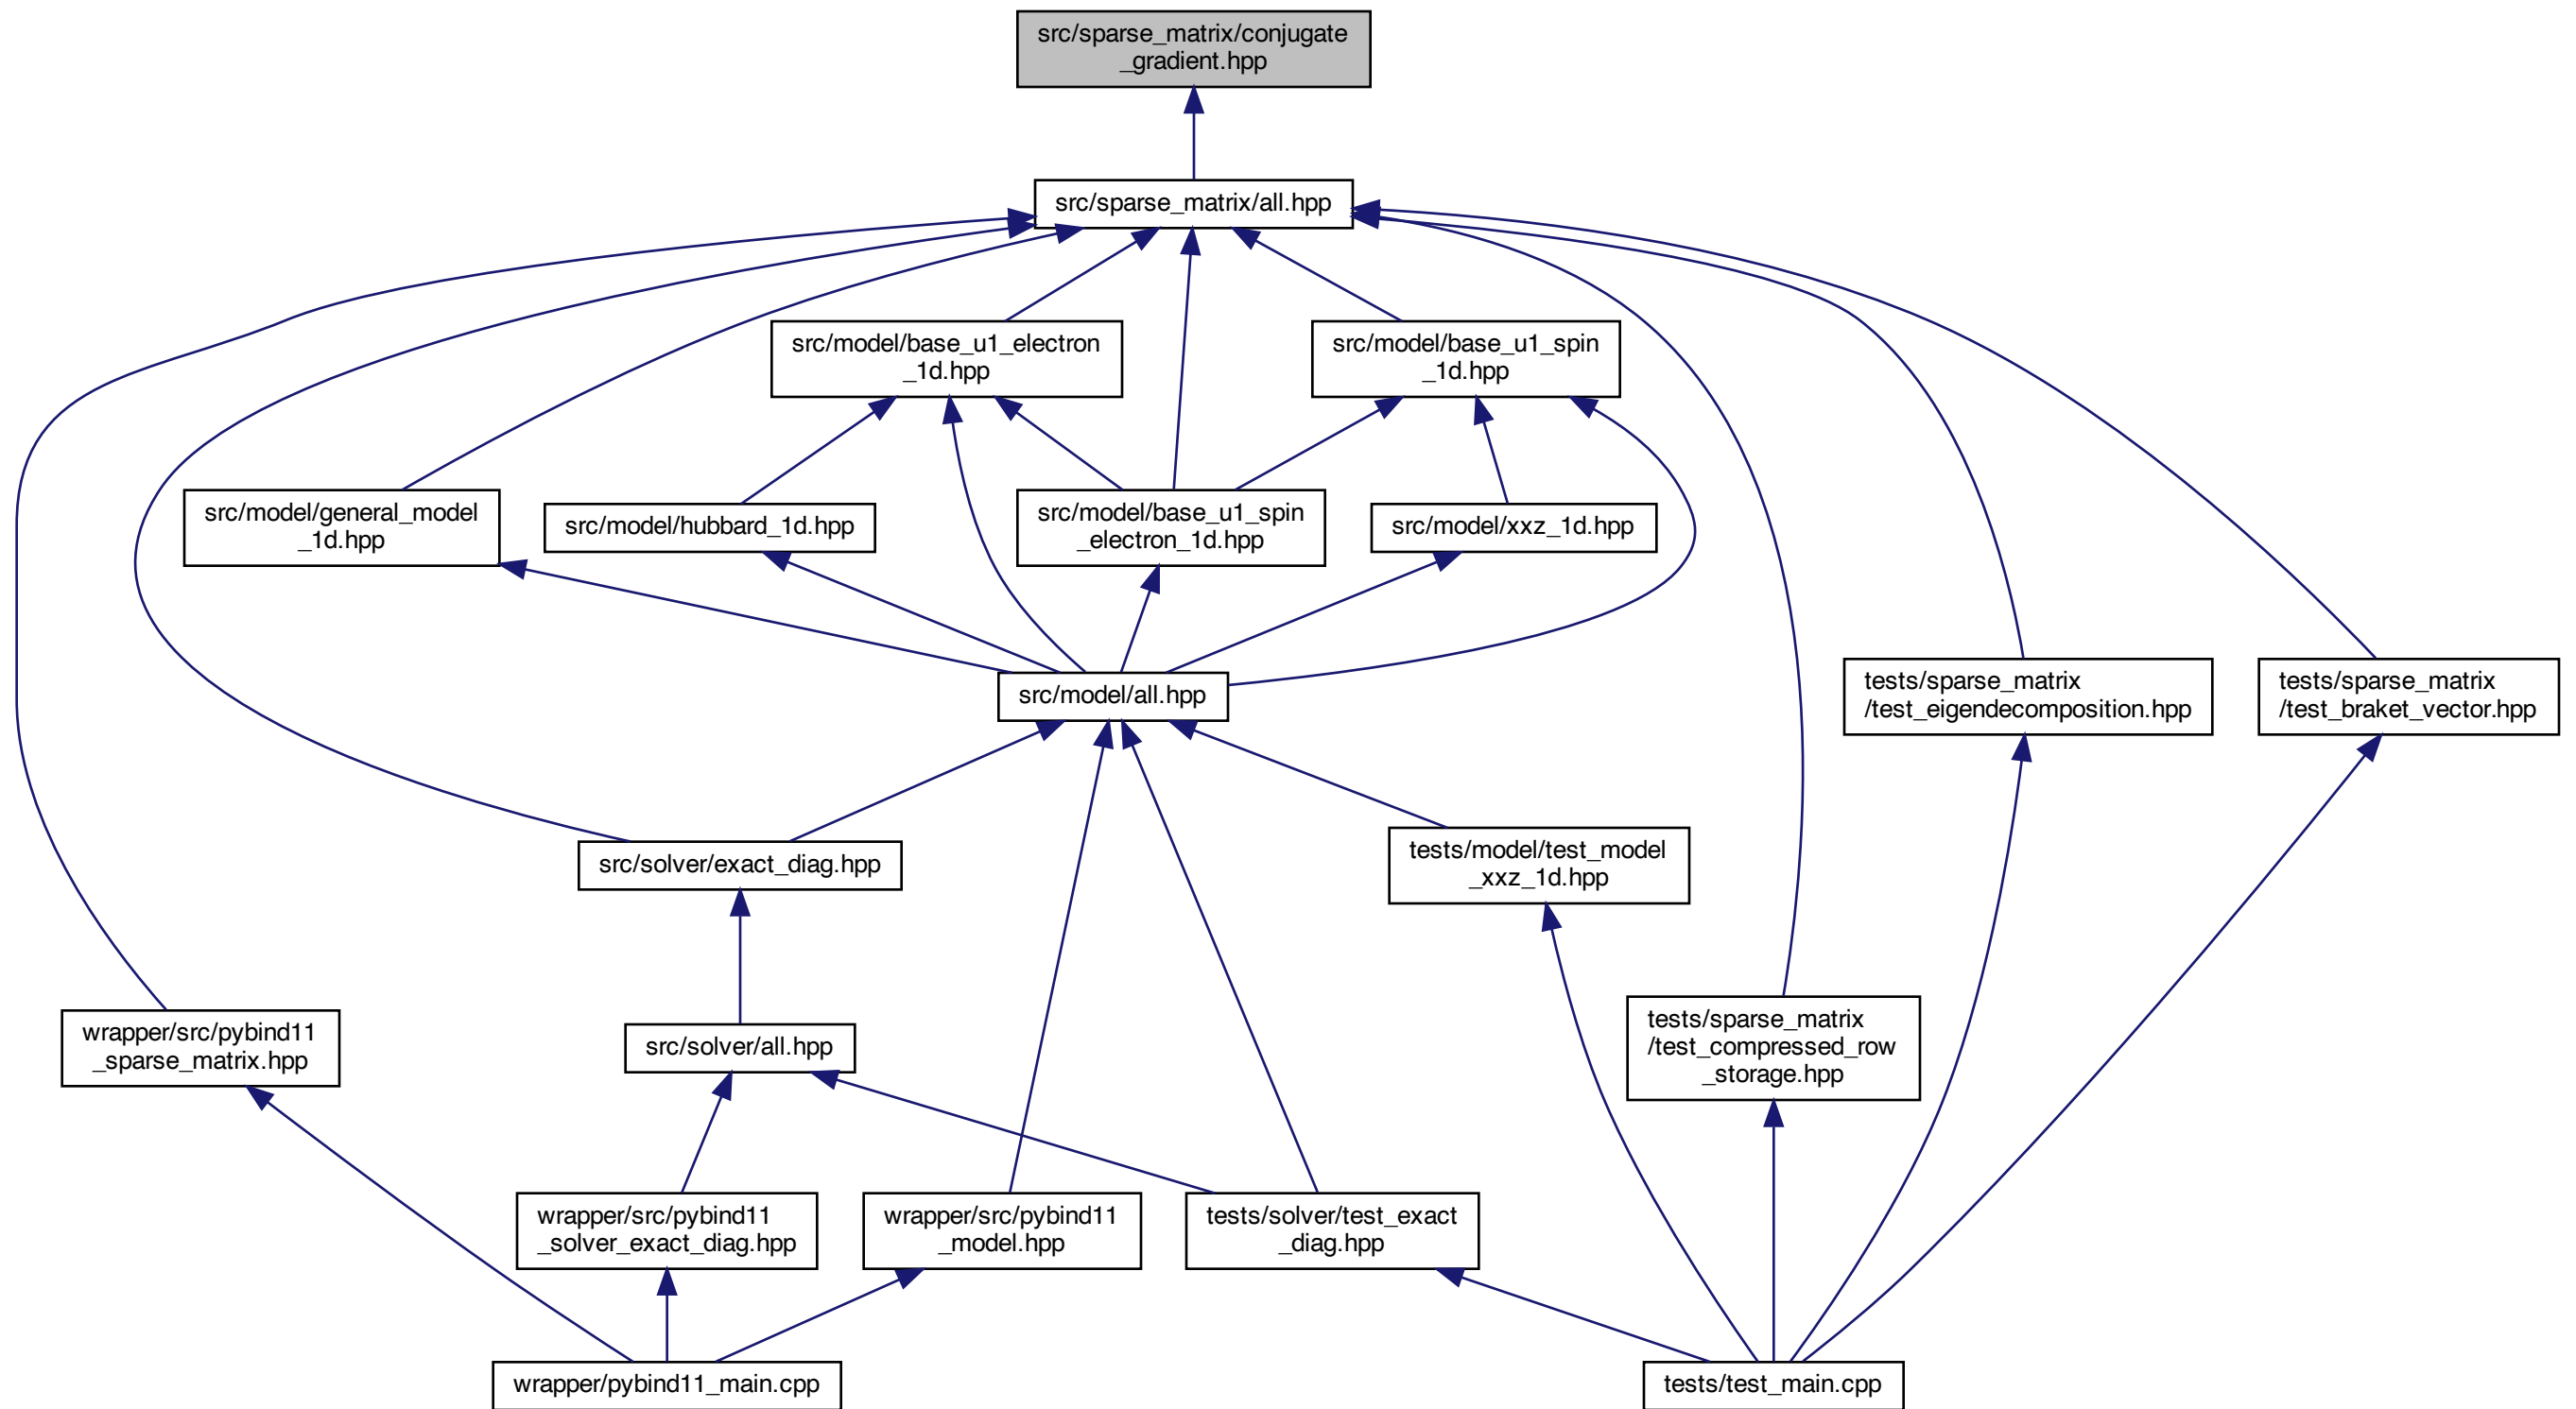 src/sparse_matrix/conjugate
_gradient.hpp
src/sparse_matrix/all.hpp
src/model/base_u1_electron
_1d.hpp
src/model/base_u1_spin
_1d.hpp
src/model/general_model
_1d.hpp
src/model/hubbard_1d.hpp
src/model/base_u1_spin
_electron_1d.hpp
src/model/xxz_1d.hpp
src/model/all.hpp
tests/sparse_matrix
/test_eigendecomposition.hpp
tests/sparse_matrix
/test_braket_vector.hpp
src/solver/exact_diag.hpp
tests/model/test_model
_xxz_1d.hpp
wrapper/src/pybind11
_sparse_matrix.hpp
src/solver/all.hpp
tests/sparse_matrix
/test_compressed_row
_storage.hpp
wrapper/src/pybind11
_solver_exact_diag.hpp
wrapper/src/pybind11
_model.hpp
tests/solver/test_exact
_diag.hpp
wrapper/pybind11_main.cpp
tests/test_main.cpp